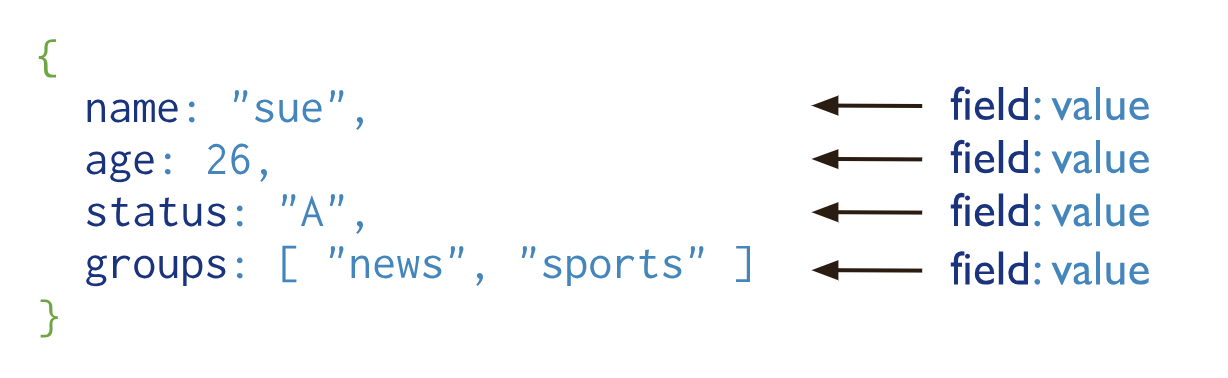 {
name: "sue", field: value
age: 26, field: value
status: "A", field: value
groups: [ "news", "sports" ] field: value
}